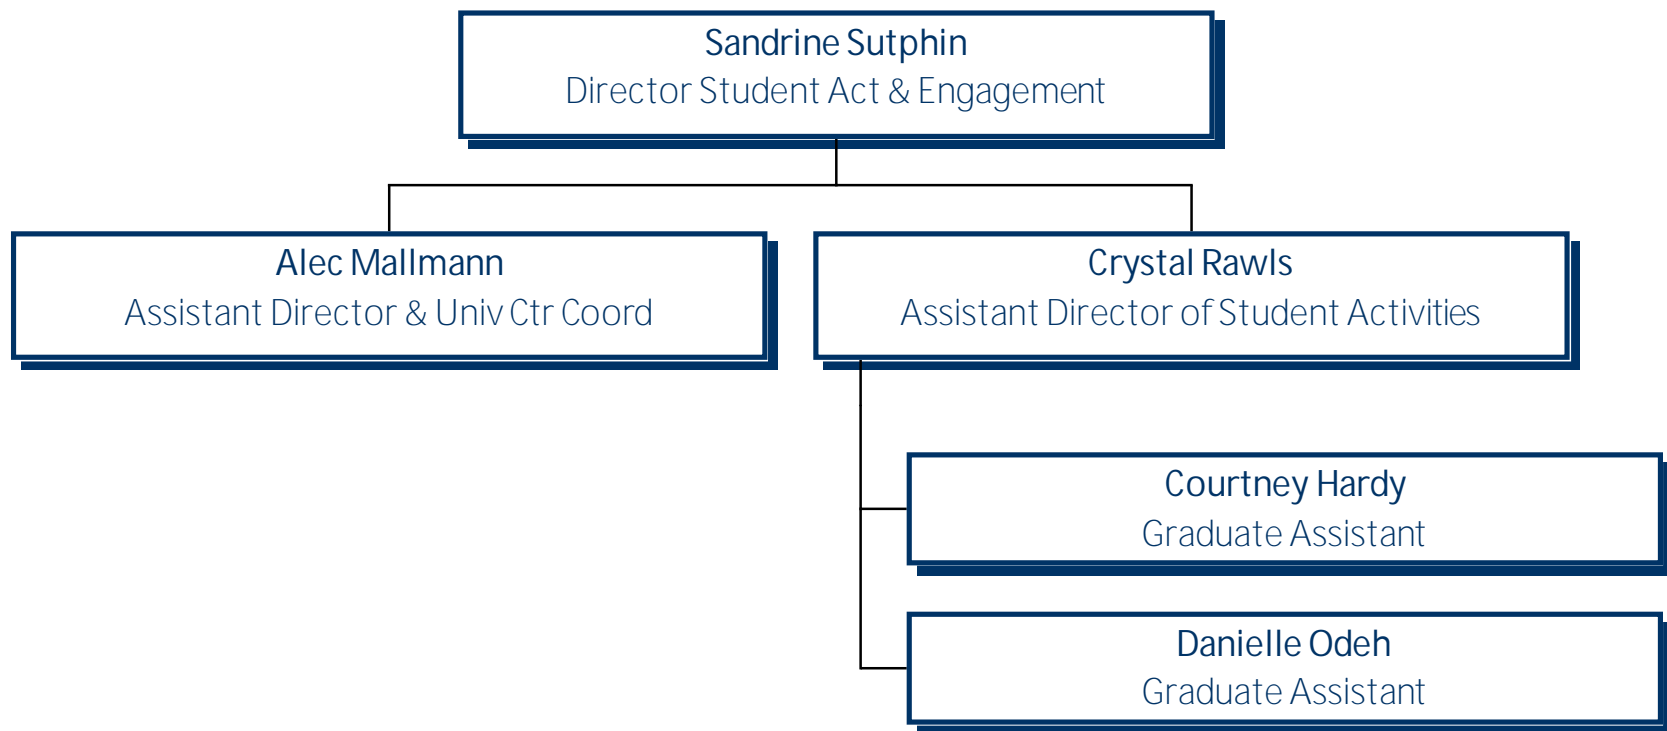 Sandrine Sutphin
Director Student Act & Engagement
Alec Mallmann
Assistant Director & Univ Ctr Coord
Crystal Rawls
Assistant Director of Student Activities
Courtney Hardy
Graduate Assistant
Danielle Odeh
Graduate Assistant